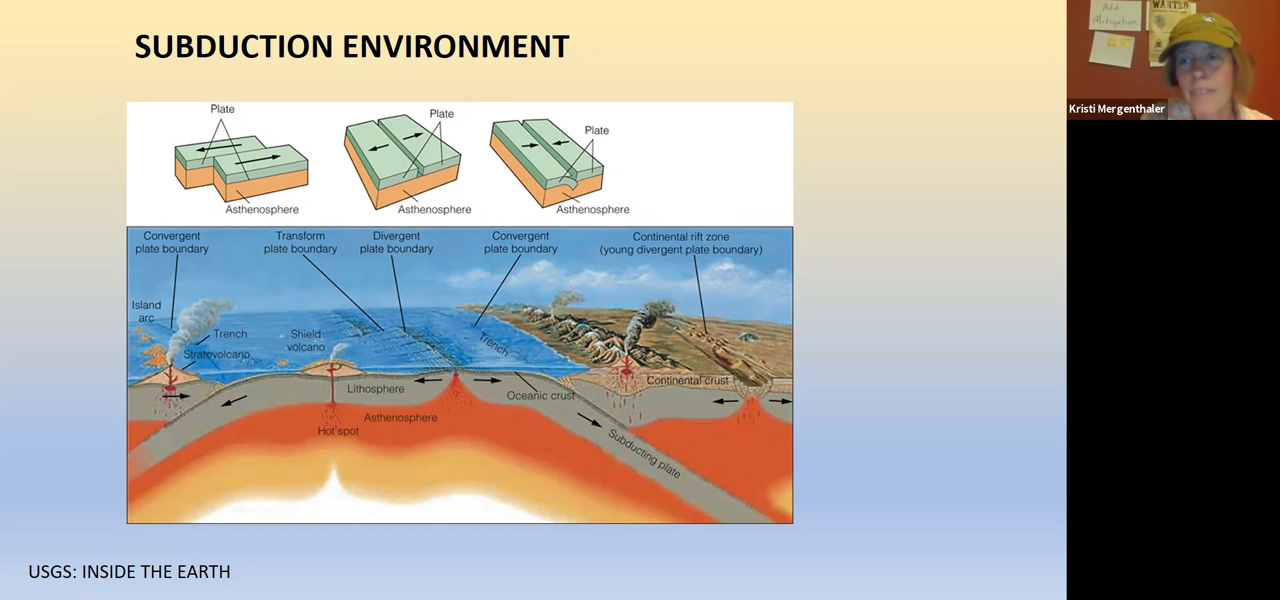 SUBDUCTION ENVIRONMENT
Plate
Asthenosphere
Plate
Asthenosphere
Plate
Asthenosphere
Convergent
plate boundary
Transform
plate boundary
Divergent
plate boundary
Convergent
plate boundary
Continental rift zone
(young divergent plate boundary)
Island
arc
Trench
Stratovolcano
Shield
volcano
Trench
Lithosphere
Oceanic crust
Continental crust
Asthenosphere
Hot spot
Subducting plate
USGS: INSIDE THE EARTH
Add
Mitigation
WANTED
Kristi Mergenthaler